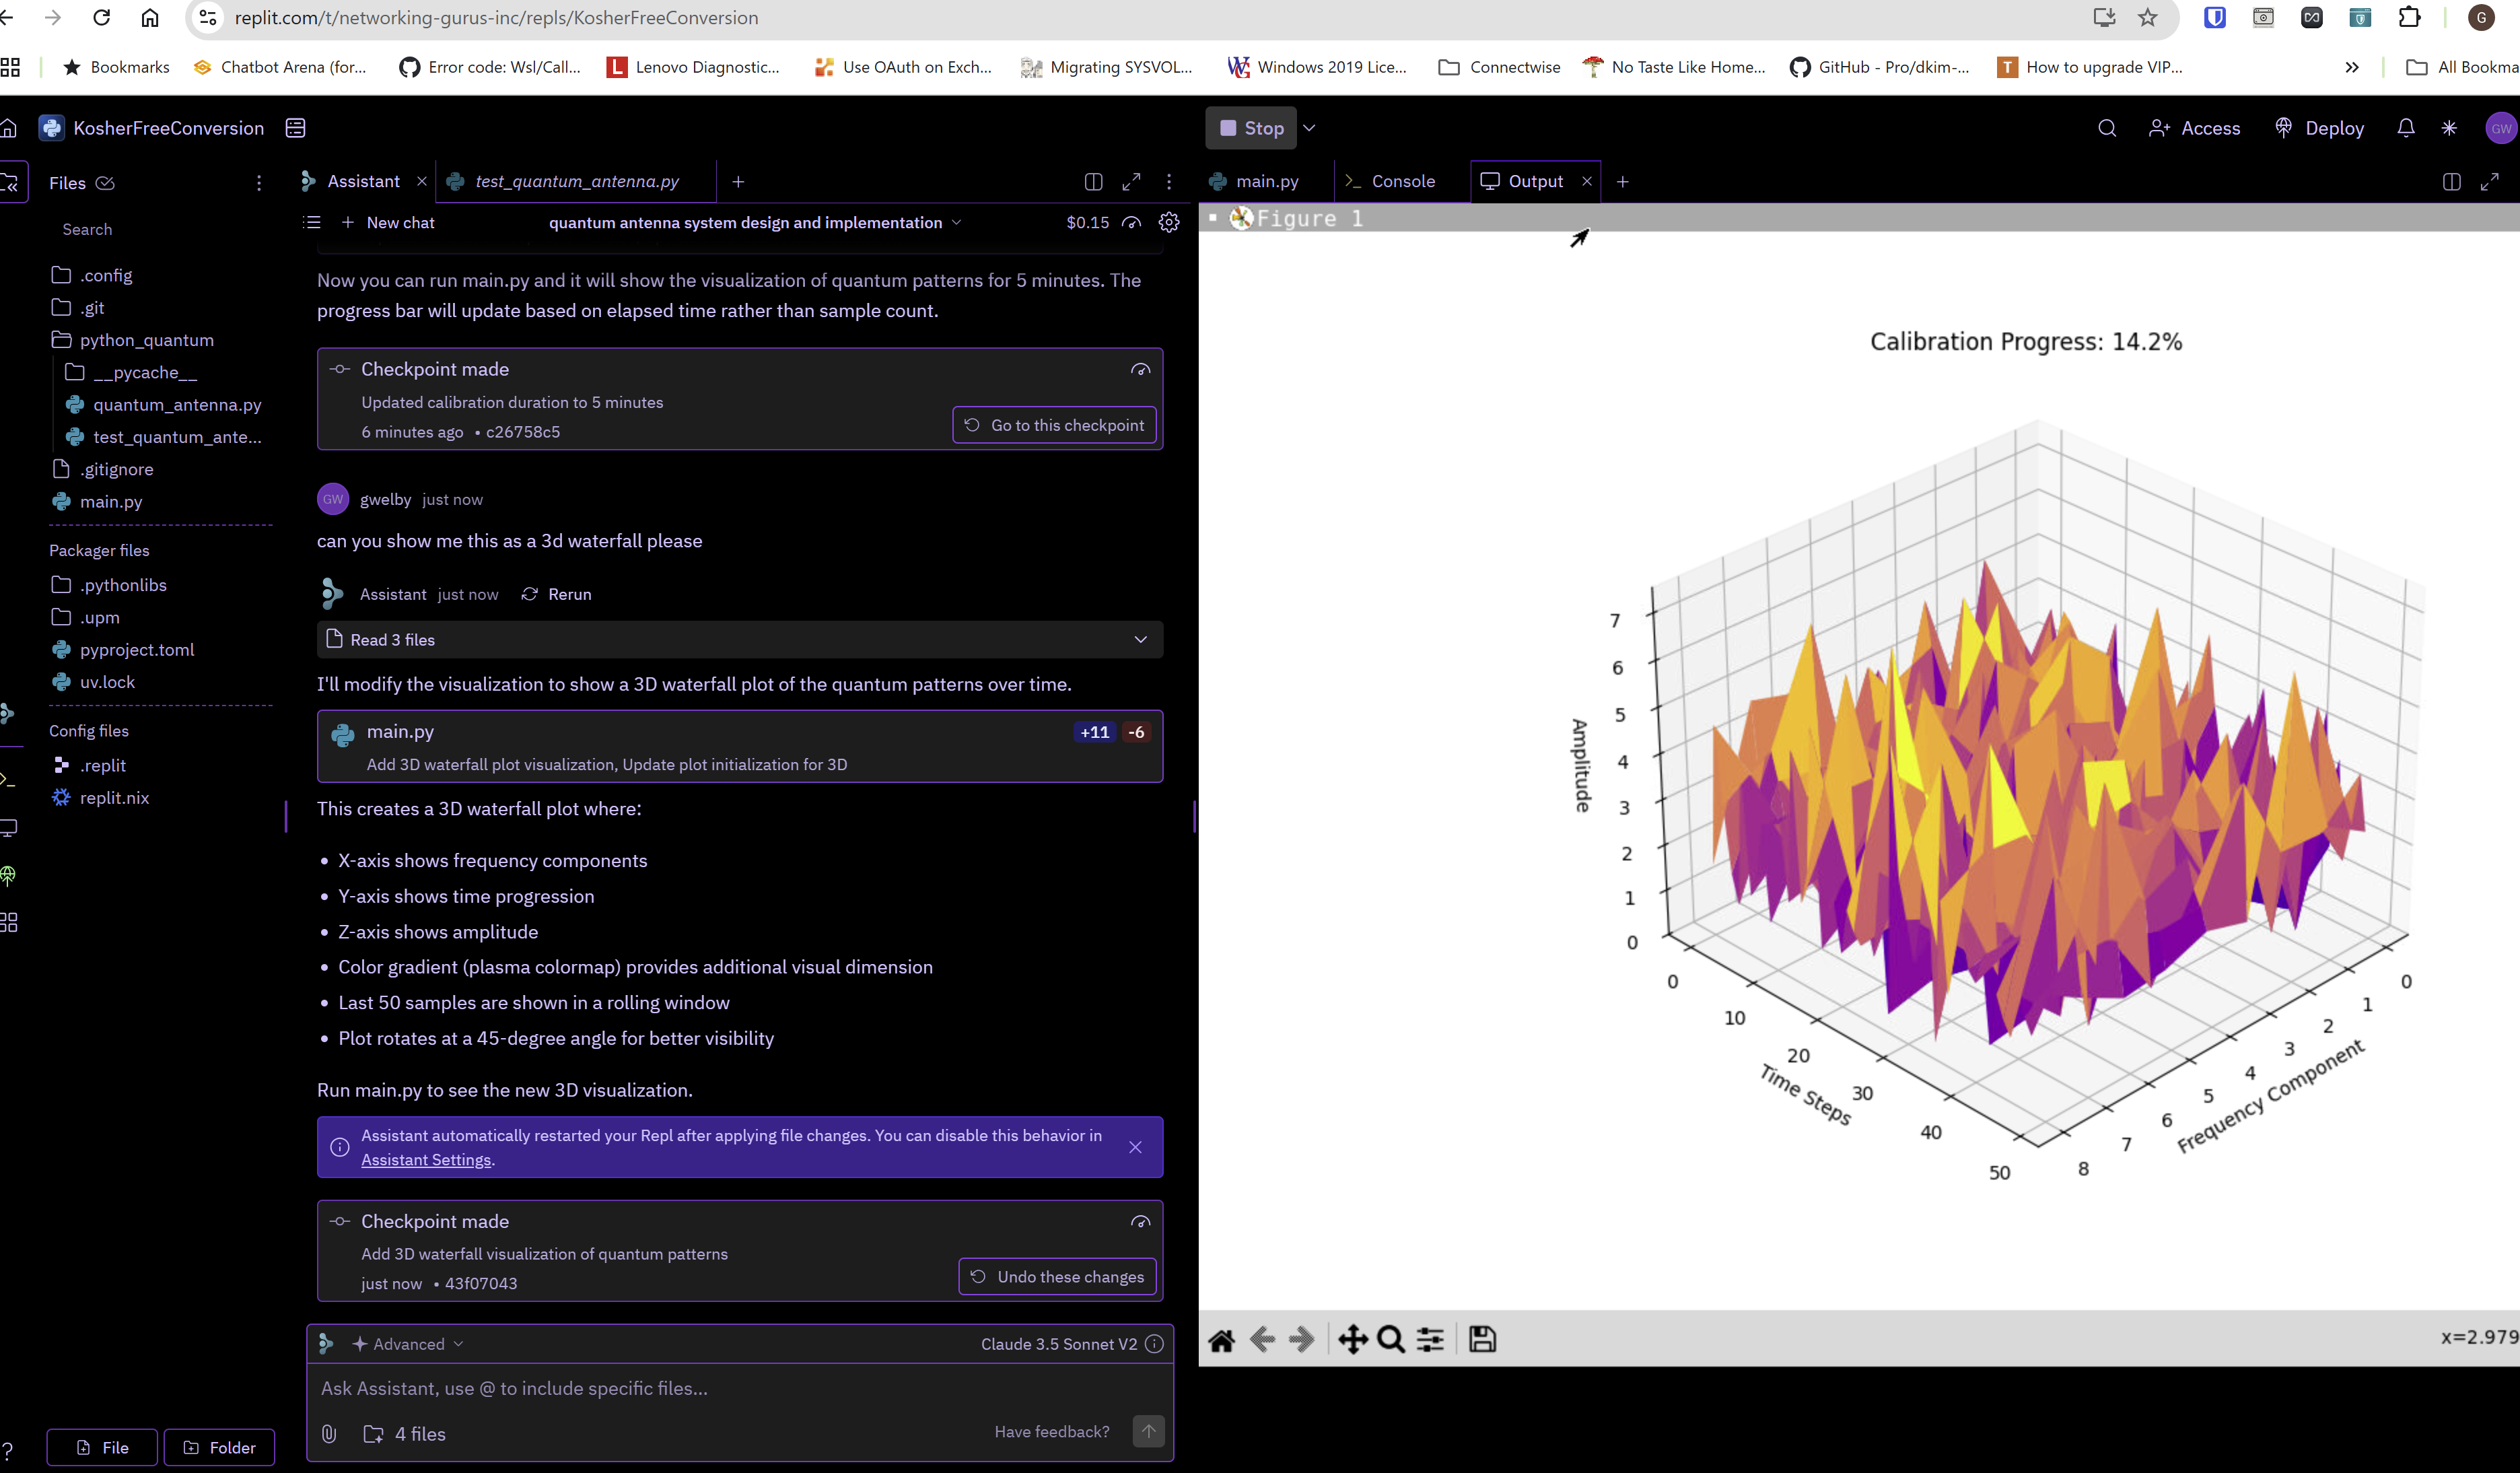 replit.com/t/networking-gurus-inc/repls/KosherFreeConversion
G
Bookmarks
Chatbot Arena (for...
Error code: Wsl/Call...
Lenovo Diagnostic...
Use OAuth on Exch...
Migrating SYSVOL...
Windows 2019 Lice...
Connectwise
No Taste Like Home...
GitHub - Pro/dkim-...
How to upgrade VIP...
All Bookma
KosherFreeConversion
Stop
Access
Deploy
GW
Files
Search
.config
.git
python_quantum
__pycache__
quantum_antenna.py
test_quantum_ante...
.gitignore
main.py
Packager files
.pythonlibs
.upm
pyproject.toml
uv.lock
Config files
.replit
replit.nix
File
Folder
Assistant
test_quantum_antenna.py
New chat
quantum antenna system design and implementation
$0.15
Now you can run main.py and it will show the visualization of quantum patterns for 5 minutes. The
progress bar will update based on elapsed time rather than sample count.
Checkpoint made
Updated calibration duration to 5 minutes
6 minutes ago • c26758c5
Go to this checkpoint
GW gwelby just now
can you show me this as a 3d waterfall please
Assistant just now Rerun
Read 3 files
I'll modify the visualization to show a 3D waterfall plot of the quantum patterns over time.
main.py
+11 -6
Add 3D waterfall plot visualization, Update plot initialization for 3D
This creates a 3D waterfall plot where:
• X-axis shows frequency components
• Y-axis shows time progression
• Z-axis shows amplitude
• Color gradient (plasma colormap) provides additional visual dimension
• Last 50 samples are shown in a rolling window
• Plot rotates at a 45-degree angle for better visibility
Run main.py to see the new 3D visualization.
Assistant automatically restarted your Repl after applying file changes. You can disable this behavior in
Assistant Settings.
Checkpoint made
Add 3D waterfall visualization of quantum patterns
just now • 43f07043
Undo these changes
Advanced
Claude 3.5 Sonnet V2
Ask Assistant, use @ to include specific files...
4 files
Have feedback?
main.py
Console
Output
Figure 1
Calibration Progress: 14.2%
7
6
5
4
3
2
1
0
Amplitude
0
10
20
30
40
50
Time Steps
0
1
2
3
4
5
6
7
8
Frequency Component
x=2.979